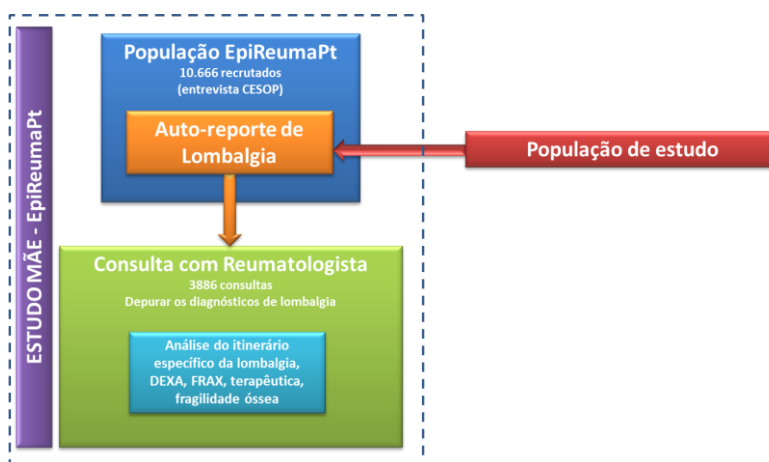 População EpiReumaPt
10.666 recrutados
(entrevista CESOP)
Auto-reporte de
Lombalgia
População de estudo
ESTUDO MÃE - EpiReumaPt
Consulta com Reumatologista
3886 consultas
Depurar os diagnósticos de lombalgia
Análise do itinerário
específico da lombalgia,
DEXA, FRAX, terapêutica,
fragilidade óssea